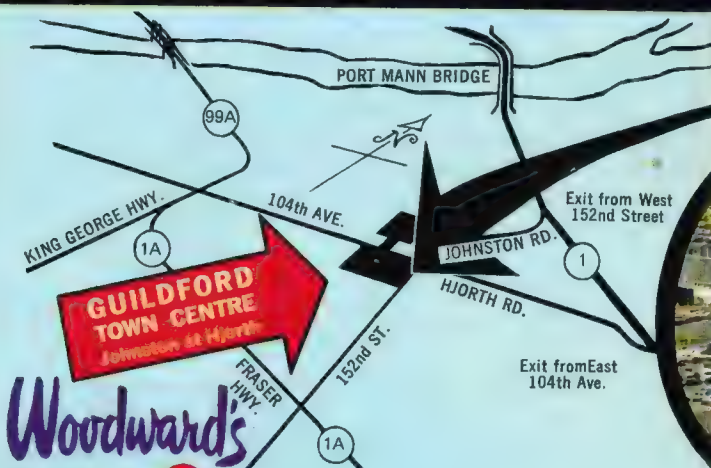 PORT MANN BRIDGE
99A
104th AVE.
KING GEORGE HWY.
1A
Exit from West
152nd Street
JOHNSTON RD.
1
HJORTH RD.
GUILDFORD
TOWN CENTRE
Johnston at Hjorth
152nd ST.
FRASER
HWY.
Exit fromEast
104th Ave.
Woodward's
1A